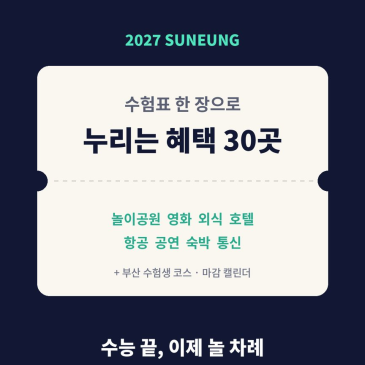 2027 SUNEUNG
수험표 한 장으로
누리는 혜택 30곳
놀이공원 영화 외식 호텔
항공 공연 숙박 통신
+ 부산 수험생 코스 · 마감 캘린더
수능 끝, 이제 놀 차례